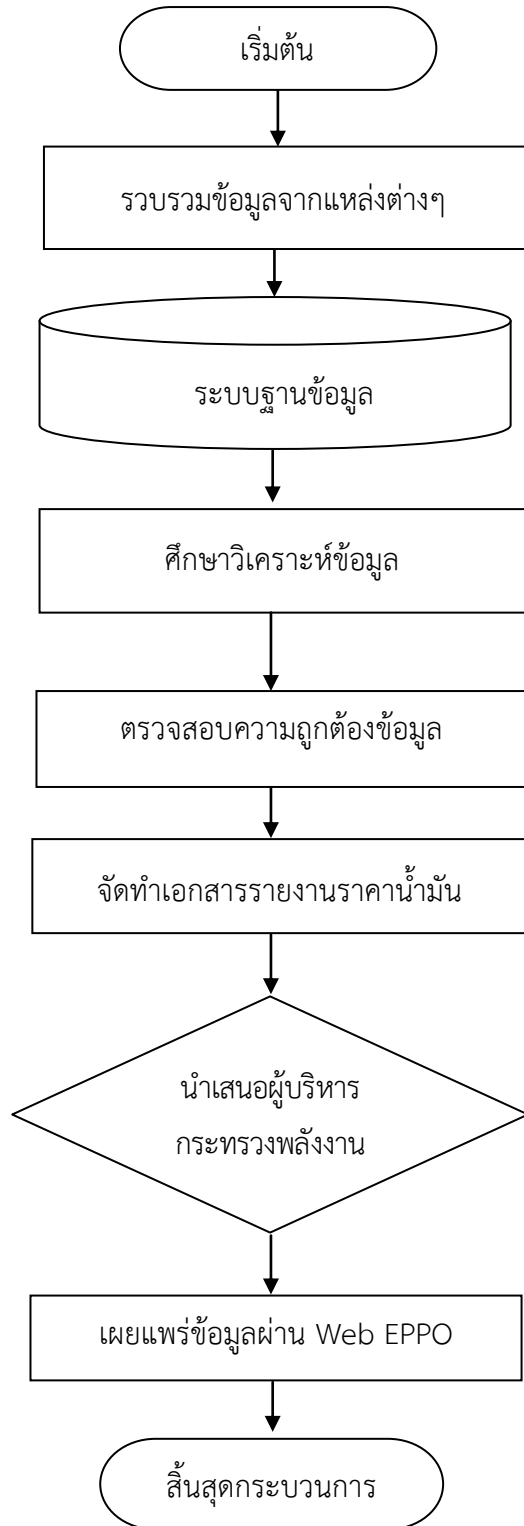 เริ่มต้น
รวบรวมข้อมูลจากแหล่งต่างๆ
ระบบฐานข้อมูล
ศึกษาวิเคราะห์ข้อมูล
ตรวจสอบความถูกต้องข้อมูล
จัดทำเอกสารรายงานราคาน้ำมัน
นำเสนอผู้บริหาร
กระทรวงพลังงาน
เผยแพร่ข้อมูลผ่าน Web EPPO
สิ้นสุดกระบวนการ